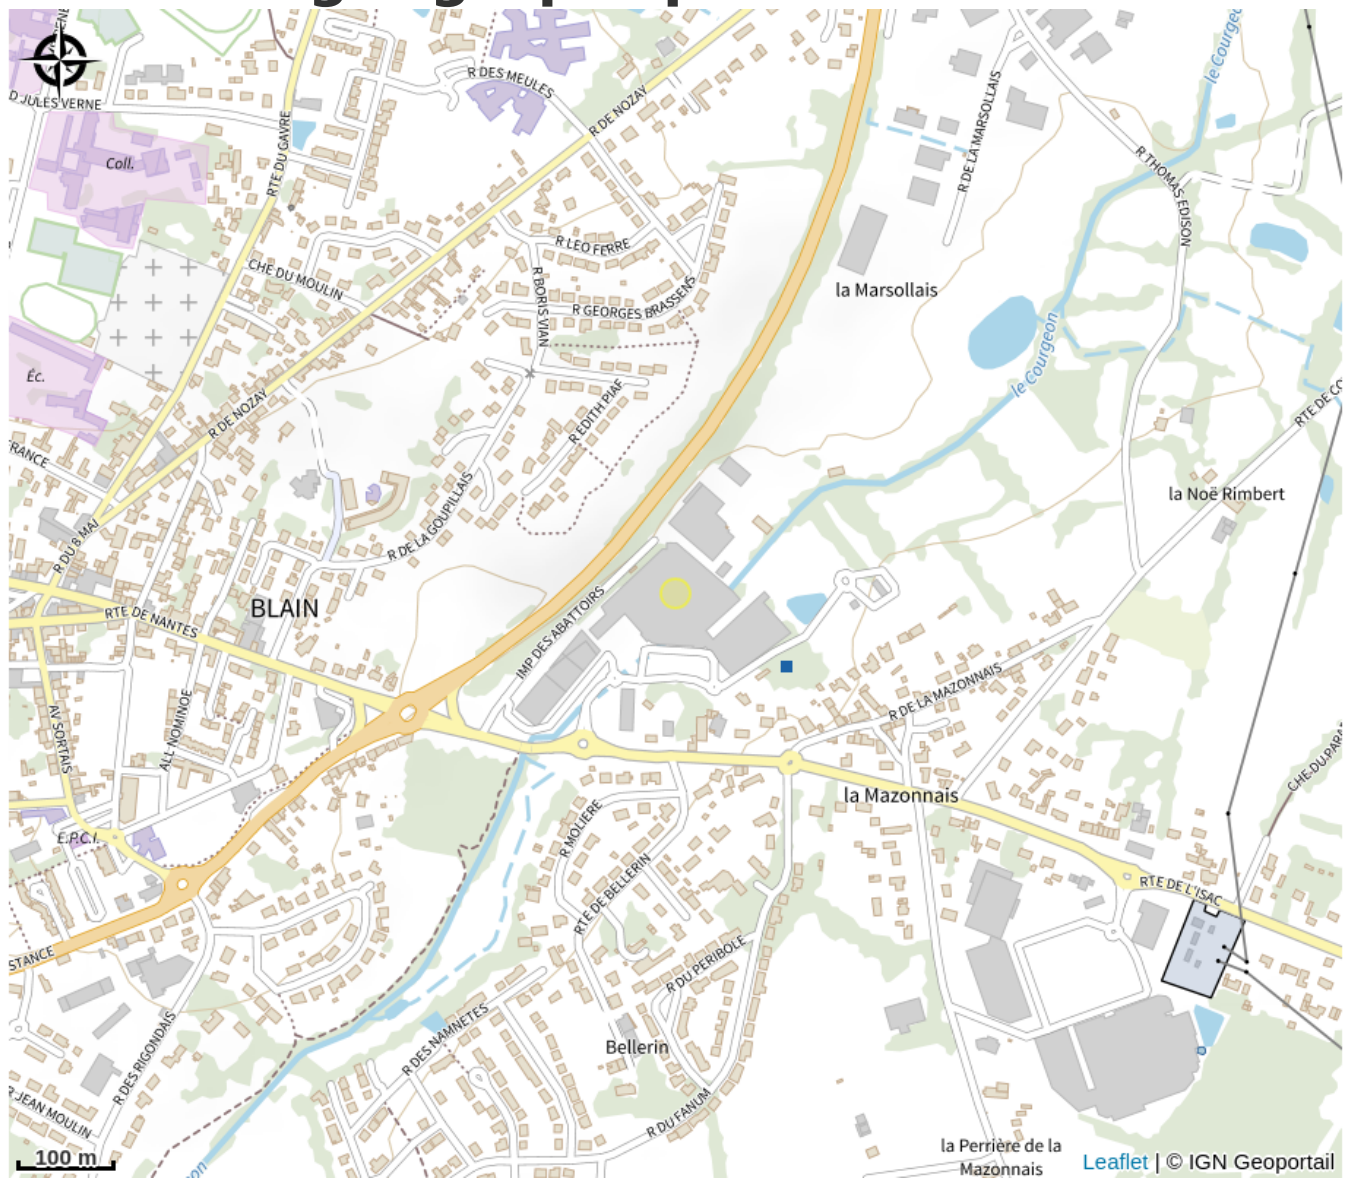 R DES MEULES
R DE NOZAY
D JULES VERNE
RTE DU GAVRE
Coll.
R DE LA MARSOLLAIS
le Courgeon
R THOMAS EDISON
R LEO FERRE
CHE DU MOULIN
R BORIS VIAN
R GEORGES BRASSENS
la Marsollais
le Courgeon
Éc.
R EDITH PIAF
R DE NOZAY
RANCE
RTE DE CO
la Noë Rimbert
R DE LA GOUPILLAIS
R DU 8 MAI
BLAIN
RTE DE NANTES
IMP DES ABATTOIRS
R DE LA MAZONNAIS
AV SORTAIS
ALL NOMINOE
CHE DU PARA
la Mazonnais
R MOLIERE
E.P.C.I.
RTE DE BELLERIN
RTE DE L'ISAC
STANCE
R DU PERIBOLE
R DES NAMNETES
Bellerin
R DES RIGONDAIS
R JEAN MOULIN
R DU FANUM
la Perrière de la
Mazonnais
100 m
Leaflet | © IGN Geoportail